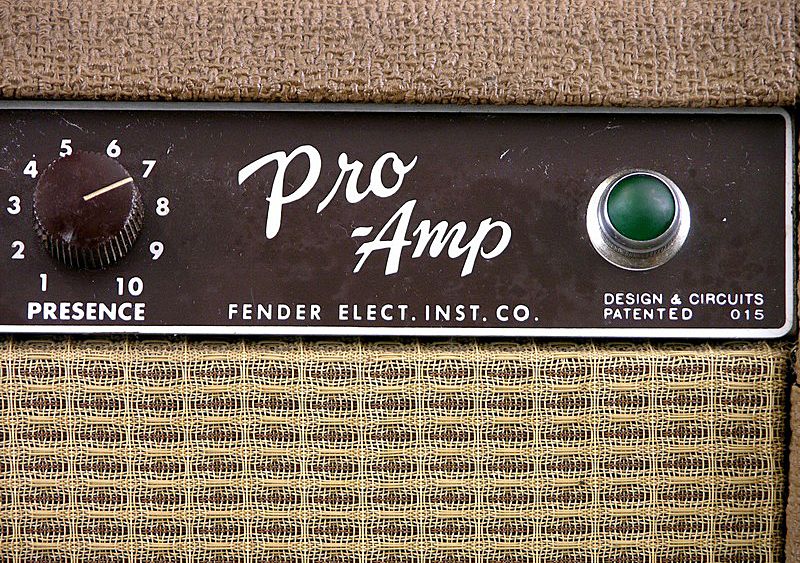 1 2 3 4 5 6 7 8 9 10
PRESENCE
Pro
-Amp
FENDER ELECT. INST. CO.
DESIGN & CIRCUITS
PATENTED 015